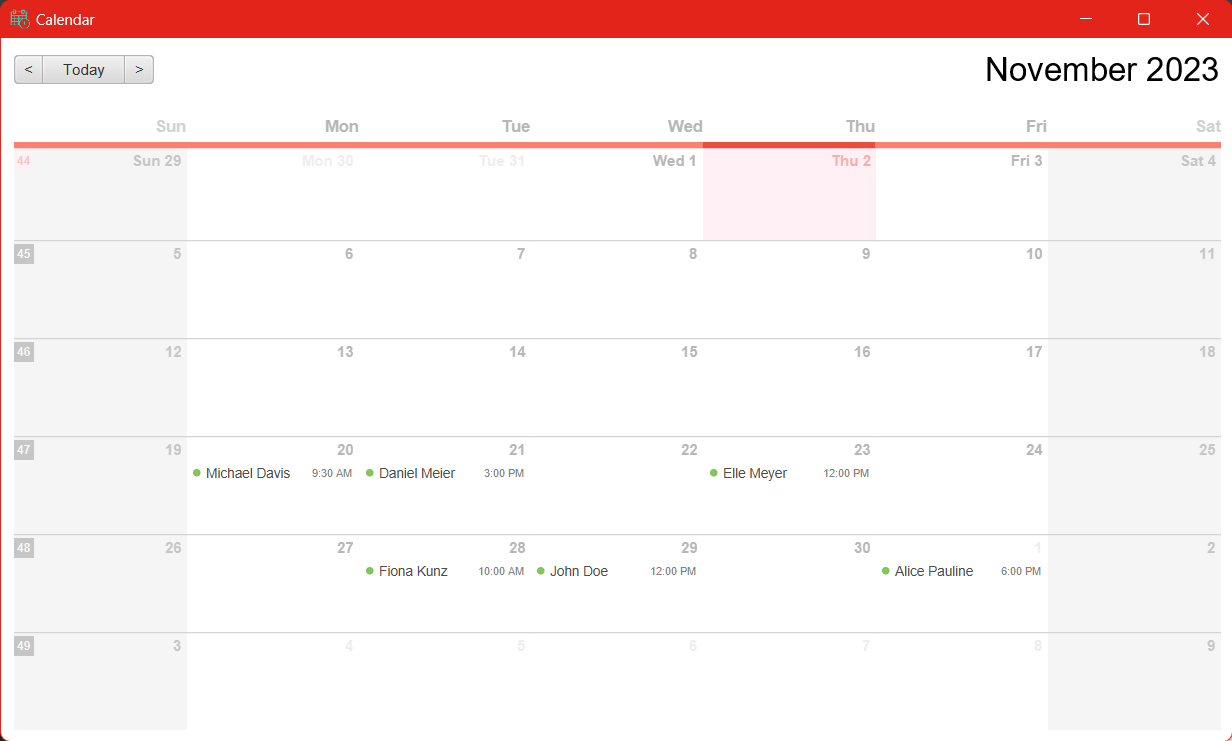 Calendar
< Today > November 2023
Sun Mon Tue Wed Thu Fri Sat
44 Sun 29 Mon 30 Tue 31 Wed 1 Thu 2 Fri 3 Sat 4
45 5 6 7 8 9 10 11
46 12 13 14 15 16 17 18
47 19 20 21 22 23 24 25
Michael Davis 9:30 AM Daniel Meier 3:00 PM Elle Meyer 12:00 PM
48 26 27 28 29 30 1 2
Fiona Kunz 10:00 AM John Doe 12:00 PM Alice Pauline 6:00 PM
49 3 4 5 6 7 8 9